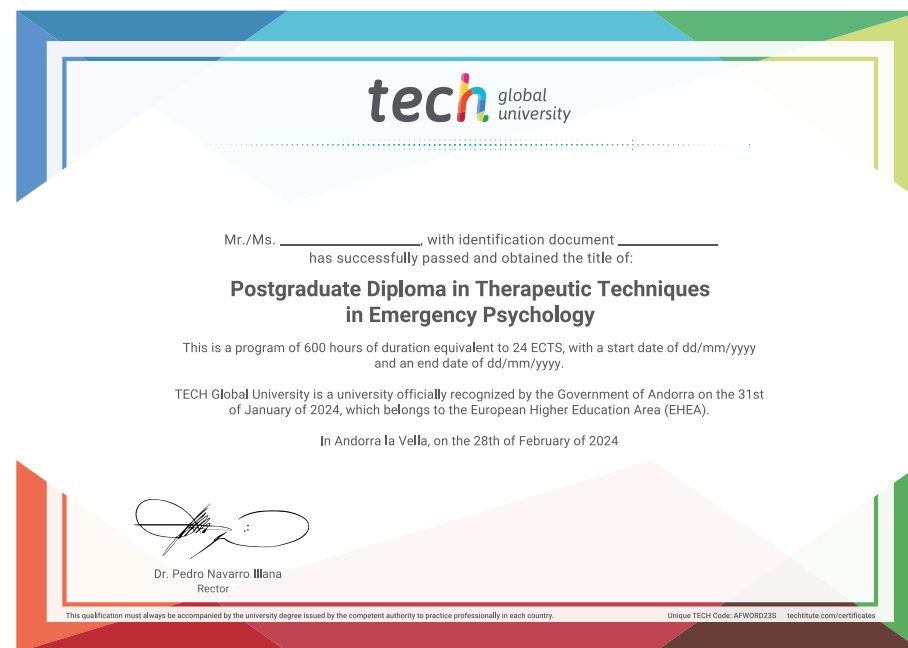 tech global university
Mr./Ms. ____________, with identification document ____________
has successfully passed and obtained the title of:
Postgraduate Diploma in Therapeutic Techniques
in Emergency Psychology
This is a program of 600 hours of duration equivalent to 24 ECTS, with a start date of dd/mm/yyyy
and an end date of dd/mm/yyyy.
TECH Global University is a university officially recognized by the Government of Andorra on the 31st
of January of 2024, which belongs to the European Higher Education Area (EHEA).
In Andorra la Vella, on the 28th of February of 2024
Dr. Pedro Navarro Illana
Rector
This qualification must always be accompanied by the university degree issued by the competent authority to practice professionally in each country.
Unique TECH Code: AFWORD23S techtitute.com/certificates